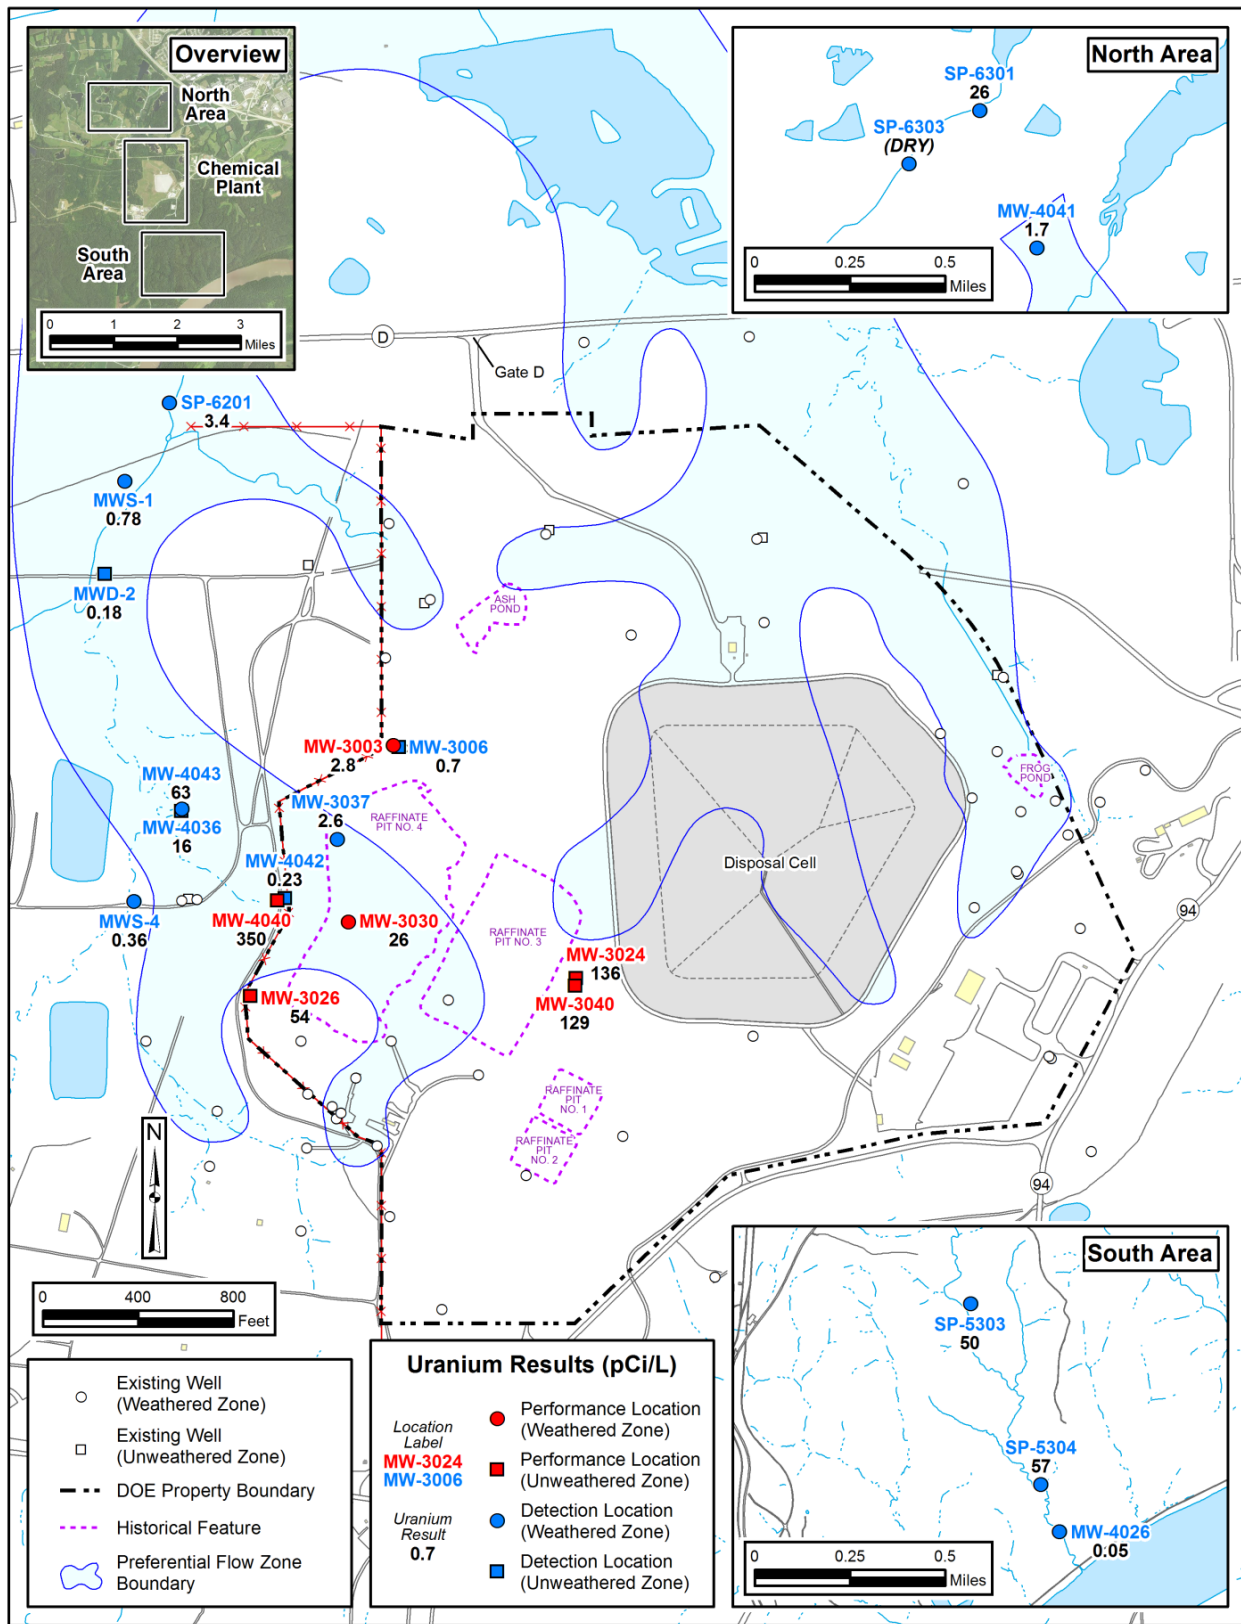 Overview
North
Area
Chemical
Plant
South
Area
0 1 2 3
Miles
North Area
SP-6301
26
SP-6303
(DRY)
MW-4041
1.7
0 0.25 0.5
Miles
D
Gate D
SP-6201
3.4
MWS-1
0.78
MWD-2
0.18
ASH
POND
MW-3003
2.8
MW-3006
0.7
MW-4043
63
MW-4036
16
MW-3037
2.6
RAFFINATE
PIT NO. 4
FROG
POND
MW-4042
0.23
Disposal Cell
MWS-4
0.36
MW-4040
350
MW-3030
26
RAFFINATE
PIT NO. 3
94
MW-3024
136
MW-3040
129
MW-3026
54
RAFFINATE
PIT
NO. 1
RAFFINATE
PIT
NO. 2
N
94
0 400 800
Feet
South Area
SP-5303
50
SP-5304
57
MW-4026
0.05
0 0.25 0.5
Miles
Existing Well
(Weathered Zone)
Existing Well
(Unweathered Zone)
DOE Property Boundary
Historical Feature
Preferential Flow Zone
Boundary
Uranium Results (pCi/L)
Location
Label
MW-3024
MW-3006
Uranium
Result
0.7
Performance Location
(Weathered Zone)
Performance Location
(Unweathered Zone)
Detection Location
(Weathered Zone)
Detection Location
(Unweathered Zone)